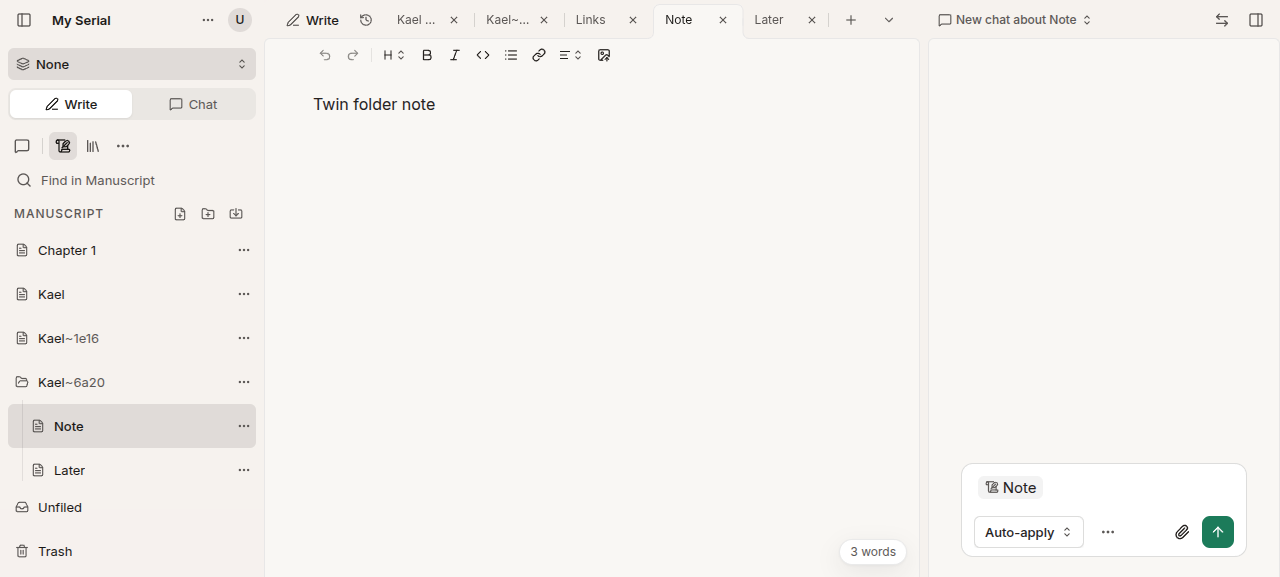 My Serial
U
None
Write
Chat
Find in Manuscript
MANUSCRIPT
Chapter 1
Kael
Kael~1e16
Kael~6a20
Note
Later
Unfiled
Trash
Write
Kael ...
Kael~...
Links
Note
Later
H
B
I
Twin folder note
3 words
New chat about Note
Note
Auto-apply